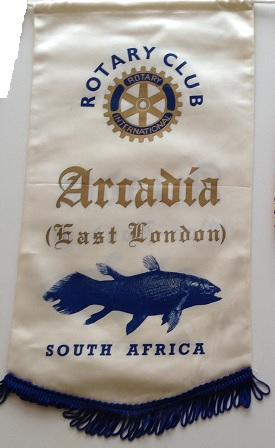 ROTARY CLUB
ROTARY
INTERNATIONAL
Arcadia
(East London)
SOUTH AFRICA